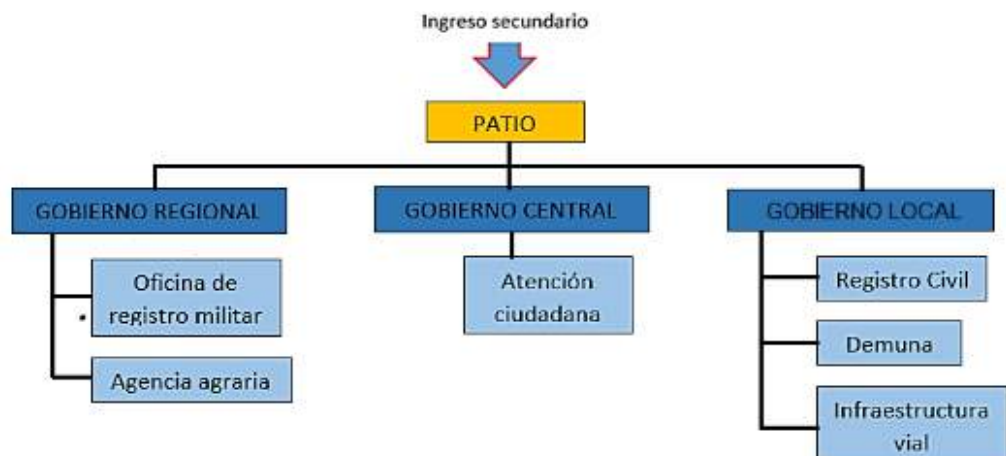 Ingreso secundario
PATIO
GOBIERNO REGIONAL
Oficina de
registro militar
Agencia agraria
GOBIERNO CENTRAL
Atención
ciudadana
GOBIERNO LOCAL
Registro Civil
Demuna
Infraestructura
vial